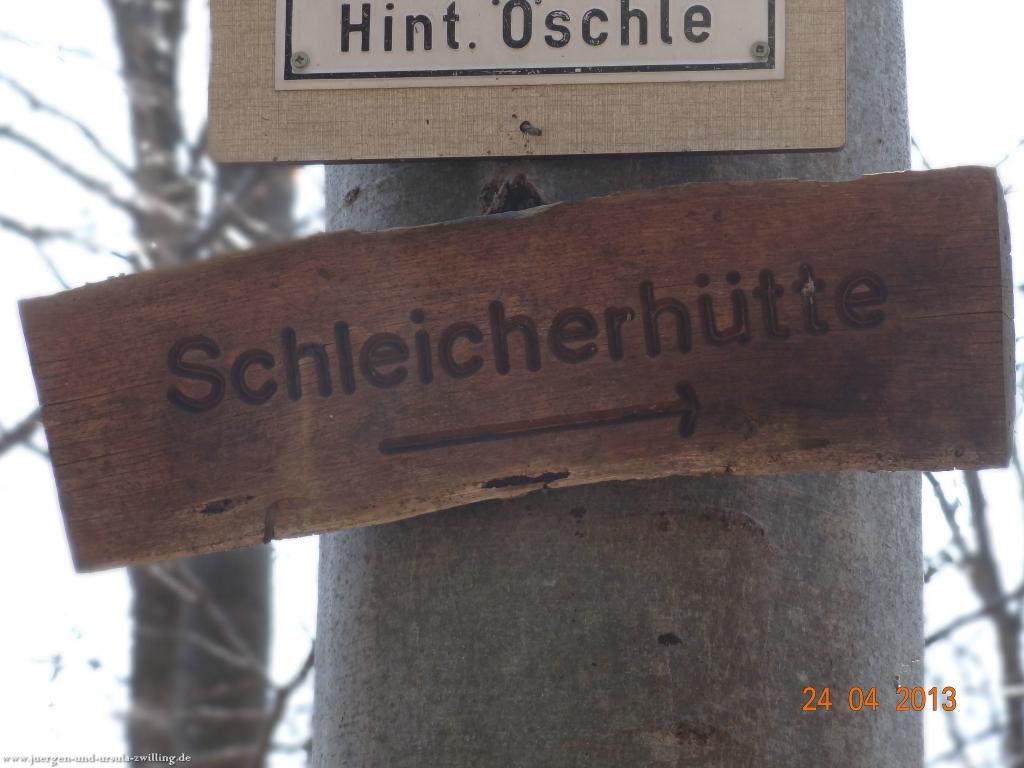 Hint. Öschle
Schleicherhütte
24 04 2013
www.juergen-und-ursula-zwilling.de